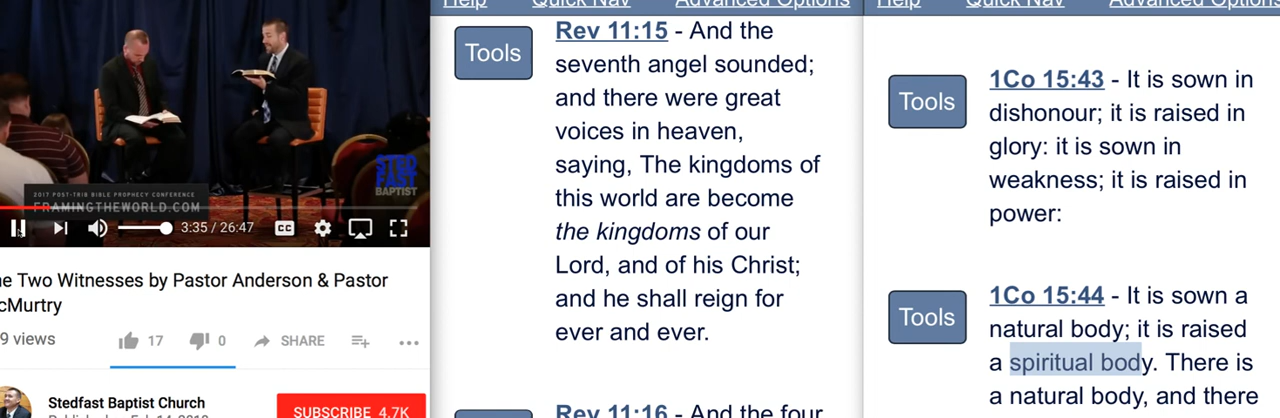 STED
FAST
BAPTIST
2017 POST-TRIB BIBLE PROPHECY CONFERENCE
FRAMINGTHEWORLD.COM
3:35 / 26:47
CC
e Two Witnesses by Pastor Anderson & Pastor
cMurtry
9 views
17
0
SHARE
Stedfast Baptist Church
SUBSCRIBE 4.7K
Help
Quick Nav
Advanced Options
Tools
Rev 11:15 - And the
seventh angel sounded;
and there were great
voices in heaven,
saying, The kingdoms of
this world are become
the kingdoms of our
Lord, and of his Christ;
and he shall reign for
ever and ever.
Rev 11:16 - And the four
Help
Quick Nav
Advanced Options
Tools
1Co 15:43 - It is sown in
dishonour; it is raised in
glory: it is sown in
weakness; it is raised in
power:
Tools
1Co 15:44 - It is sown a
natural body; it is raised
a spiritual body. There is
a natural body, and there